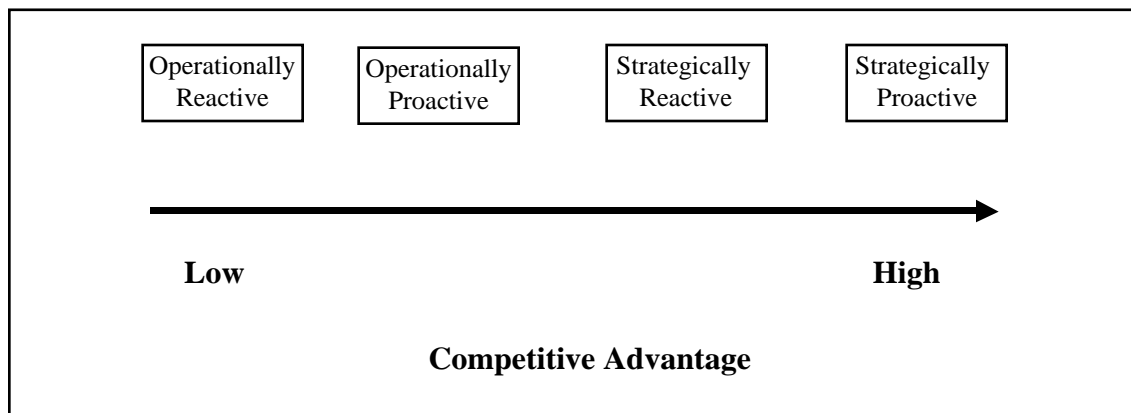 Operationally
Reactive
Operationally
Proactive
Strategically
Reactive
Strategically
Proactive
Low
High
Competitive Advantage